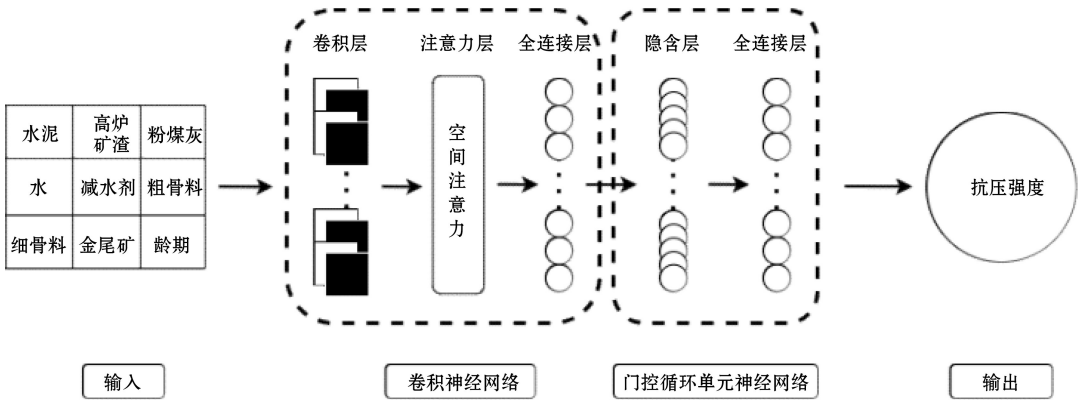 卷积层 注意力层 全连接层 隐含层 全连接层
水泥 高炉矿渣 粉煤灰
水 减水剂 粗骨料
细骨料 金尾矿 龄期
空间注意力
抗压强度
输入 卷积神经网络 门控循环单元神经网络 输出